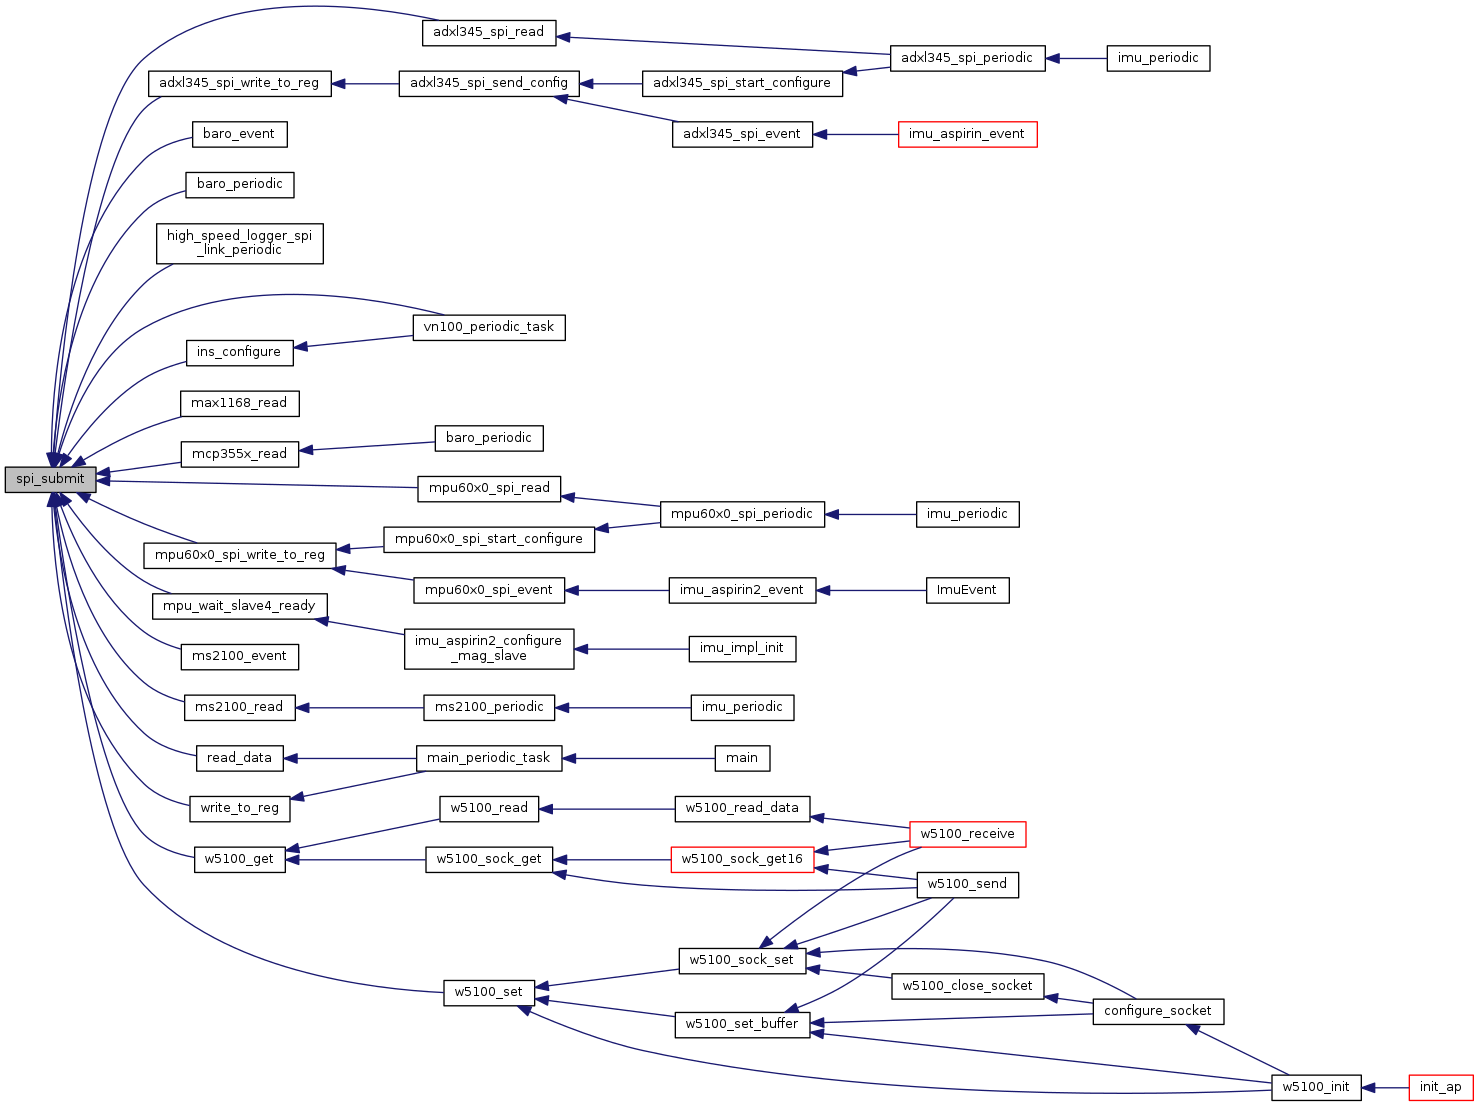 adxl345_spi_read
adxl345_spi_periodic
imu_periodic
adxl345_spi_write_to_reg
adxl345_spi_send_config
adxl345_spi_start_configure
baro_event
adxl345_spi_event
imu_aspirin_event
baro_periodic
high_speed_logger_spi
_link_periodic
vn100_periodic_task
ins_configure
max1168_read
baro_periodic
mcp355x_read
spi_submit
mpu60x0_spi_read
mpu60x0_spi_periodic
imu_periodic
mpu60x0_spi_start_configure
mpu60x0_spi_write_to_reg
mpu60x0_spi_event
imu_aspirin2_event
ImuEvent
mpu_wait_slave4_ready
imu_aspirin2_configure
_mag_slave
imu_impl_init
ms2100_event
ms2100_read
ms2100_periodic
imu_periodic
read_data
main_periodic_task
main
write_to_reg
w5100_read
w5100_read_data
w5100_receive
w5100_get
w5100_sock_get
w5100_sock_get16
w5100_send
w5100_sock_set
w5100_close_socket
w5100_set
configure_socket
w5100_set_buffer
w5100_init
init_ap